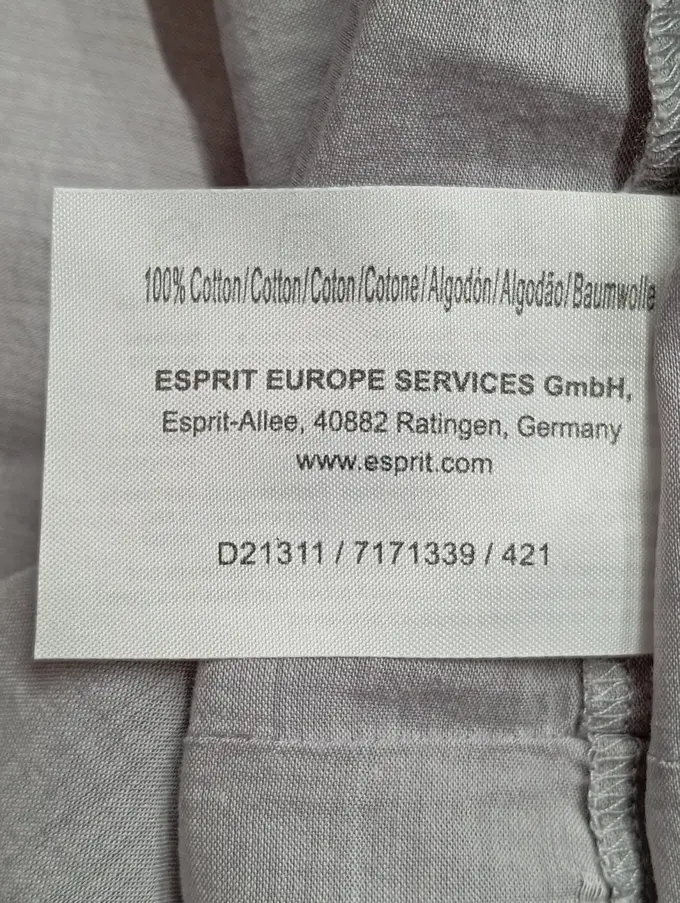 100% Cotton/Cotton/Coton/Cotone/Algodón/Algodão/Baumwolle
ESPRIT EUROPE SERVICES GmbH,
Esprit-Allee, 40882 Ratingen, Germany
www.esprit.com
D21311 / 7171339 / 421